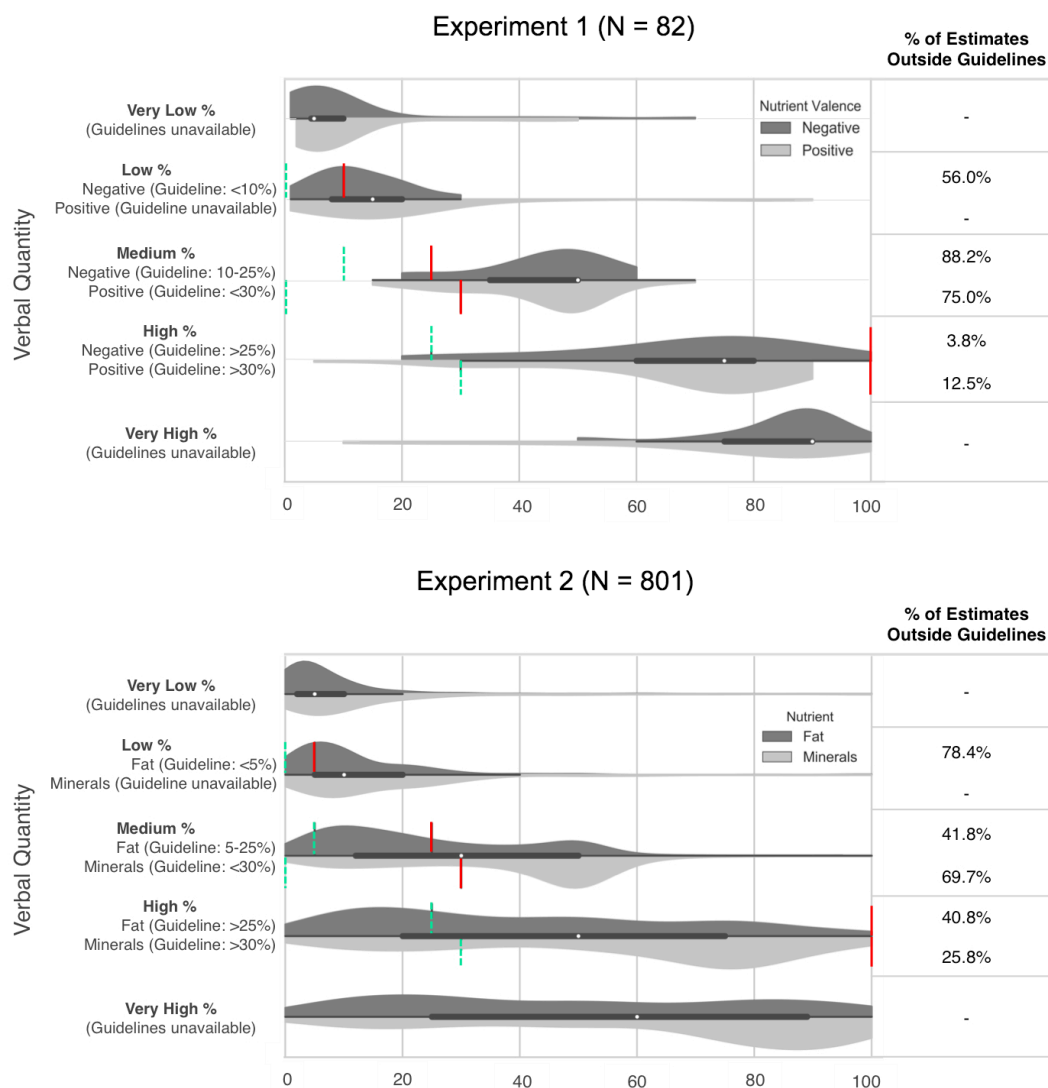 Experiment 1 (N = 82)
% of Estimates
Outside Guidelines
Verbal Quantity
Very Low %
(Guidelines unavailable)
-
Nutrient Valence
Negative
Positive
Low %
Negative (Guideline: <10%)
Positive (Guideline unavailable)
56.0%
-
Medium %
Negative (Guideline: 10-25%)
Positive (Guideline: <30%)
88.2%
75.0%
High %
Negative (Guideline: >25%)
Positive (Guideline: >30%)
3.8%
12.5%
Very High %
(Guidelines unavailable)
-
0 20 40 60 80 100
Experiment 2 (N = 801)
% of Estimates
Outside Guidelines
Verbal Quantity
Very Low %
(Guidelines unavailable)
-
Nutrient
Fat
Minerals
Low %
Fat (Guideline: <5%)
Minerals (Guideline unavailable)
78.4%
-
Medium %
Fat (Guideline: 5-25%)
Minerals (Guideline: <30%)
41.8%
69.7%
High %
Fat (Guideline: >25%)
Minerals (Guideline: >30%)
40.8%
25.8%
Very High %
(Guidelines unavailable)
-
0 20 40 60 80 100